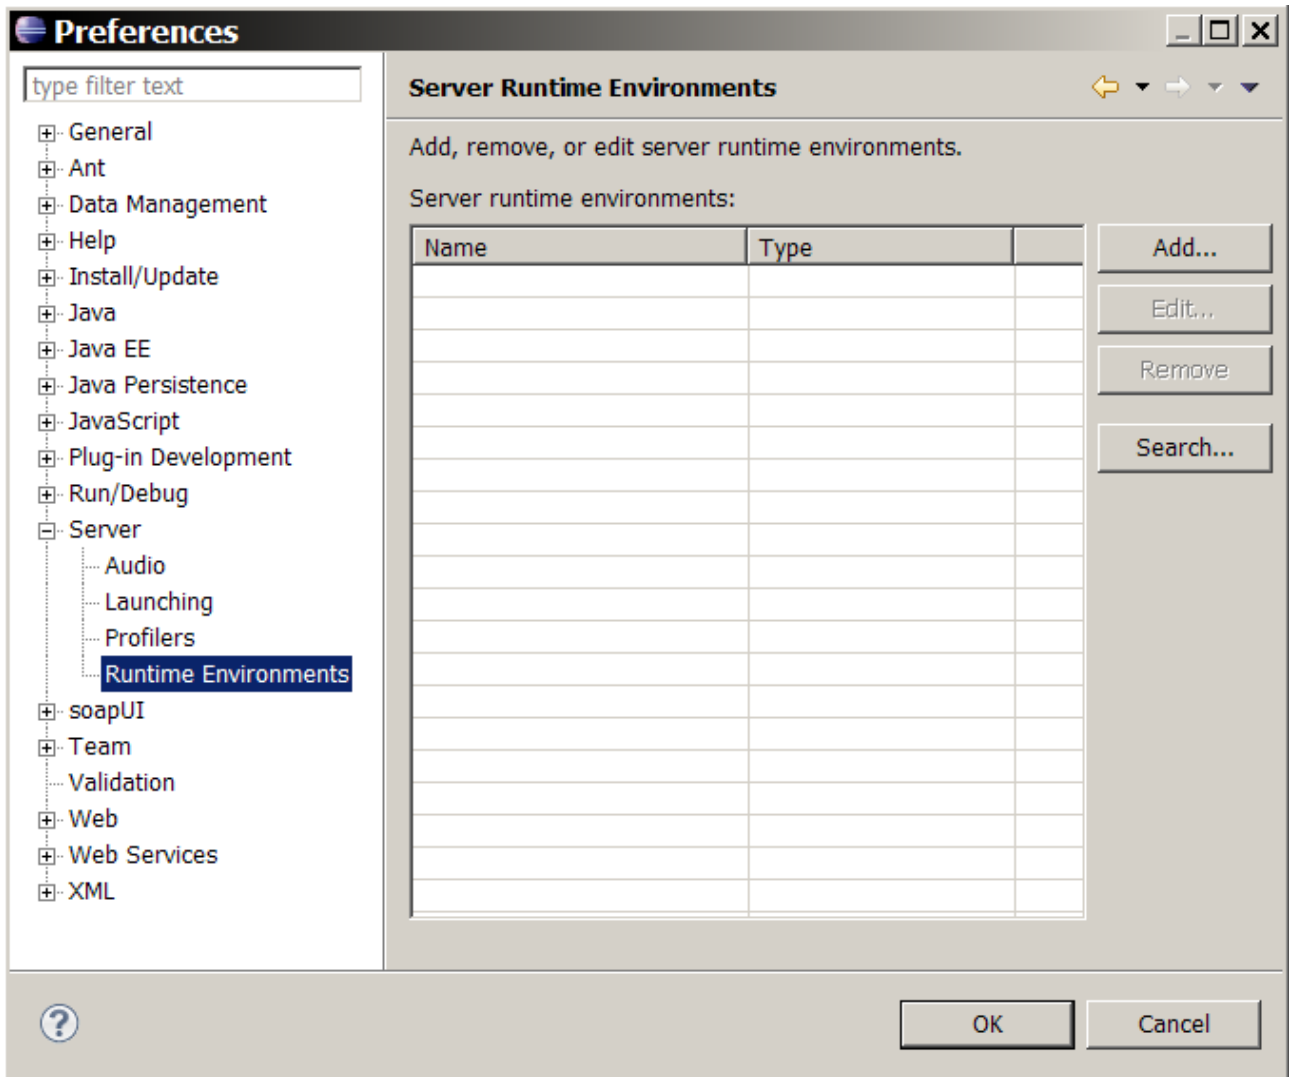 Preferences
type filter text
General
Ant
Data Management
Help
Install/Update
Java
Java EE
Java Persistence
JavaScript
Plug-in Development
Run/Debug
Server
Audio
Launching
Profilers
Runtime Environments
soapUI
Team
Validation
Web
Web Services
XML
Server Runtime Environments
Add, remove, or edit server runtime environments.
Server runtime environments:
Name Type
Add...
Edit...
Remove
Search...
?
OK Cancel